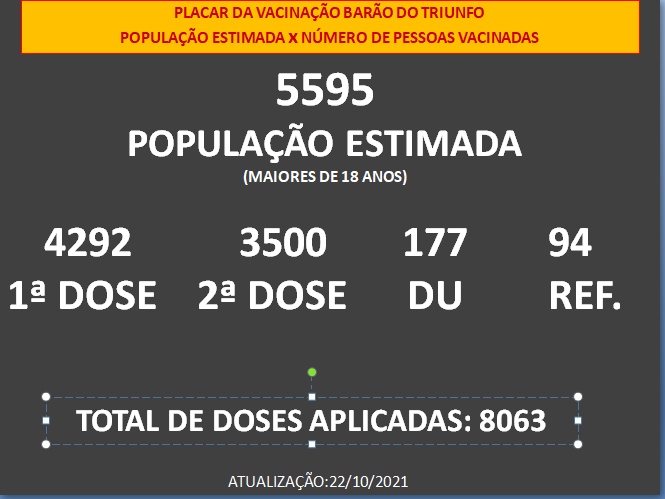 PLACAR DA VACINAÇÃO BARÃO DO TRIUNFO
POPULAÇÃO ESTIMADA x NÚMERO DE PESSOAS VACINADAS
5595
POPULAÇÃO ESTIMADA
(MAIORES DE 18 ANOS)
4292 3500 177 94
1ª DOSE 2ª DOSE DU REF.
TOTAL DE DOSES APLICADAS: 8063
ATUALIZAÇÃO:22/10/2021